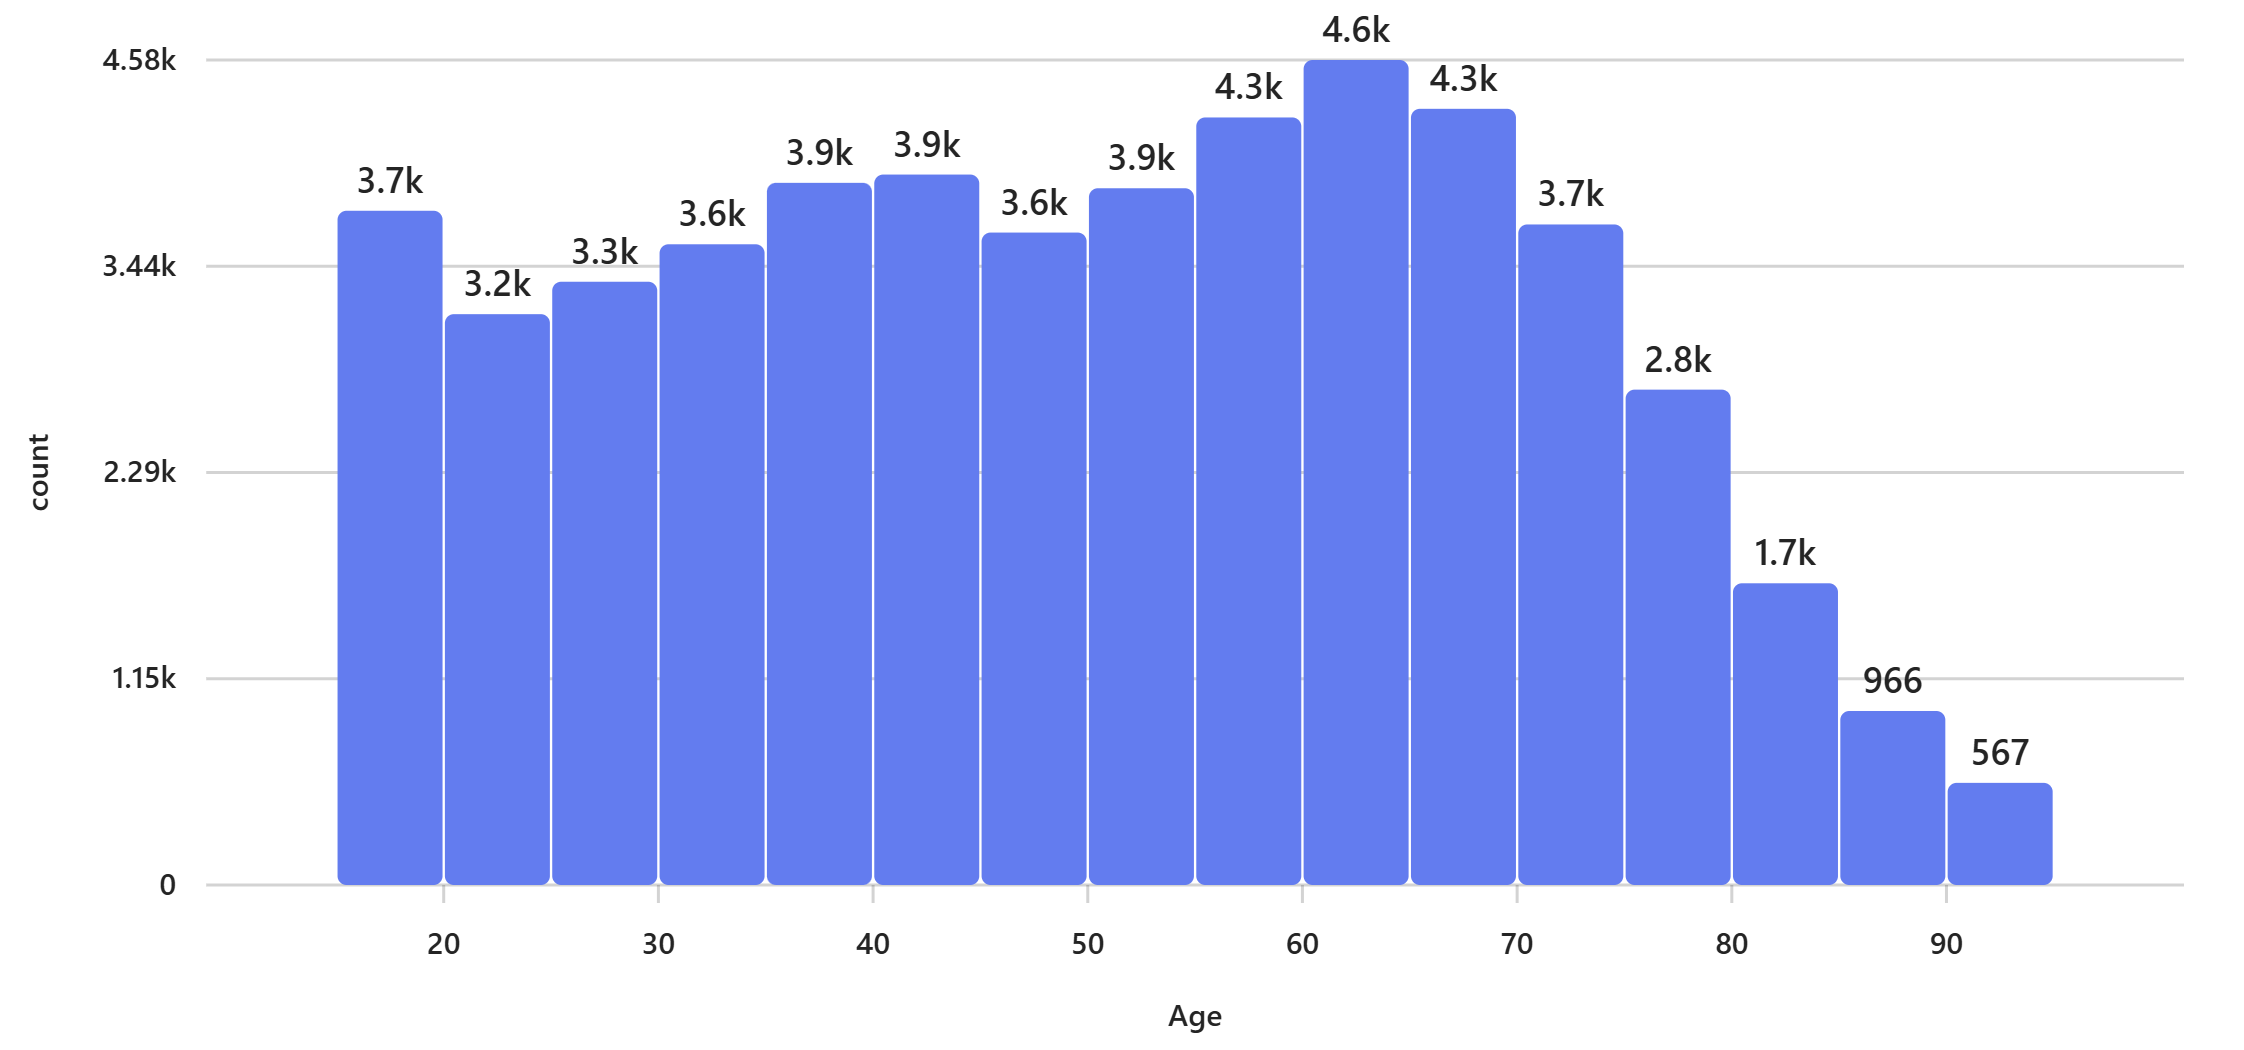 4.6k
4.58k
4.3k
4.3k
3.9k
3.9k
3.9k
3.7k
3.7k
3.6k
3.6k
3.3k
3.44k
3.2k
2.8k
2.29k
count
1.7k
1.15k
966
567
0
20 30 40 50 60 70 80 90
Age